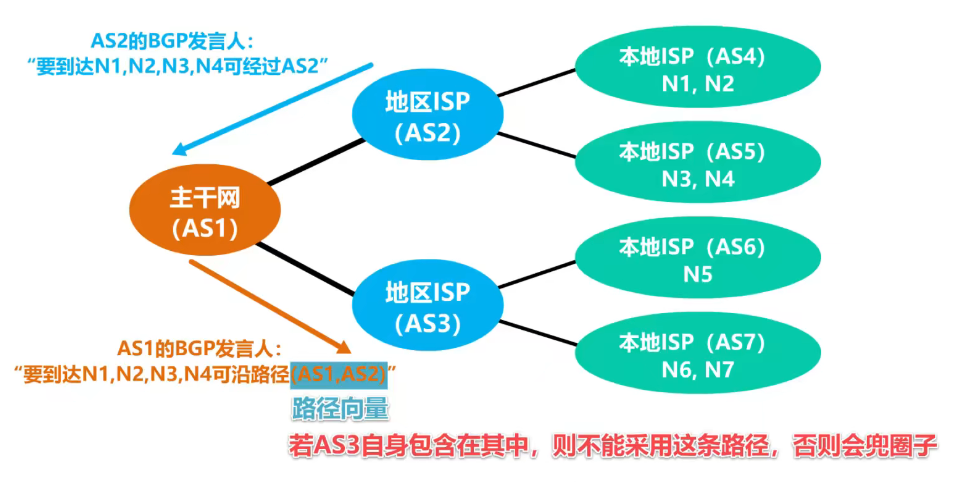 AS2的BGP发言人：
“要到达N1,N2,N3,N4可经过AS2”
地区ISP
（AS2）
本地ISP（AS4）
N1, N2
本地ISP（AS5）
N3, N4
主干网
（AS1）
地区ISP
（AS3）
本地ISP（AS6）
N5
本地ISP（AS7）
N6, N7
AS1的BGP发言人：
“要到达N1,N2,N3,N4可沿路径(AS1,AS2)”
路径向量
若AS3自身包含在其中，则不能采用这条路径，否则会兜圈子